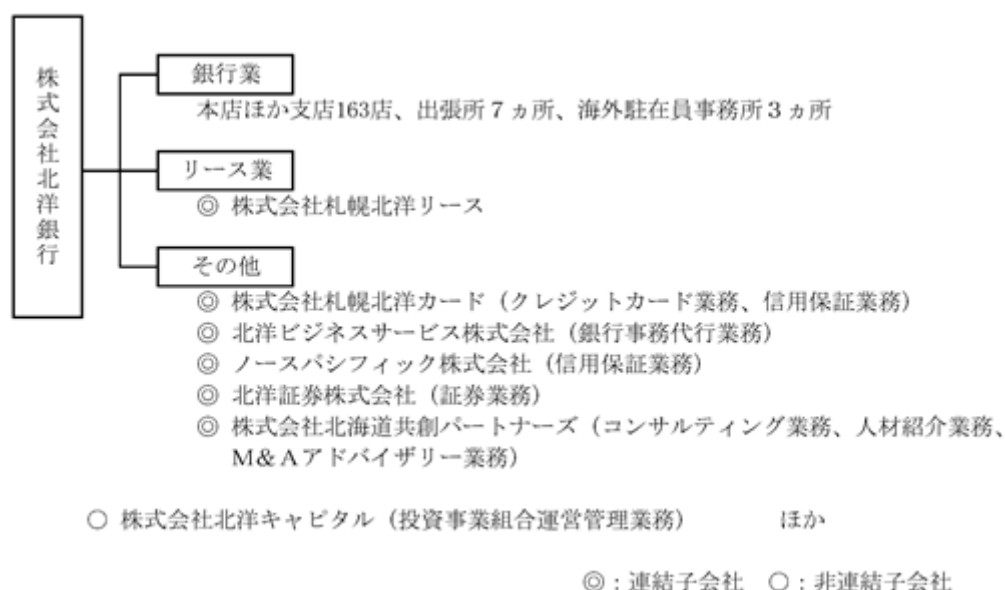 株式会社北洋銀行
銀行業
本店ほか支店163店、出張所7ヵ所、海外駐在員事務所3ヵ所
リース業
◎ 株式会社札幌北洋リース
その他
◎ 株式会社札幌北洋カード（クレジットカード業務、信用保証業務）
◎ 北洋ビジネスサービス株式会社（銀行事務代行業務）
◎ ノースパシフィック株式会社（信用保証業務）
◎ 北洋証券株式会社（証券業務）
◎ 株式会社北海道共創パートナーズ（コンサルティング業務、人材紹介業務、
M＆Aアドバイザリー業務）
○ 株式会社北洋キャピタル（投資事業組合運営管理業務） ほか
◎：連結子会社 ○：非連結子会社